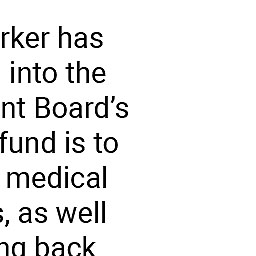 rker has
into the
nt Board’s
fund is to
medical
s, as well
ng back